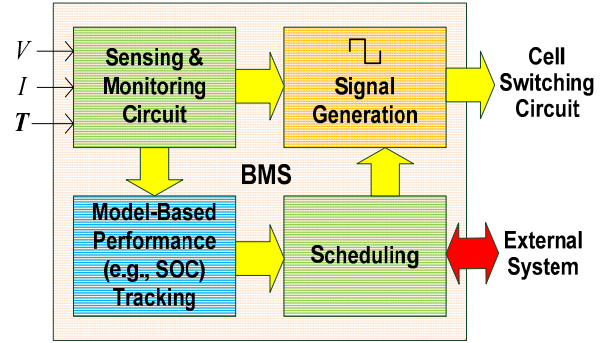 V
I
T
Sensing &
Monitoring
Circuit
Signal
Generation
Cell
Switching
Circuit
BMS
Model-Based
Performance
(e.g., SOC)
Tracking
Scheduling
External
System